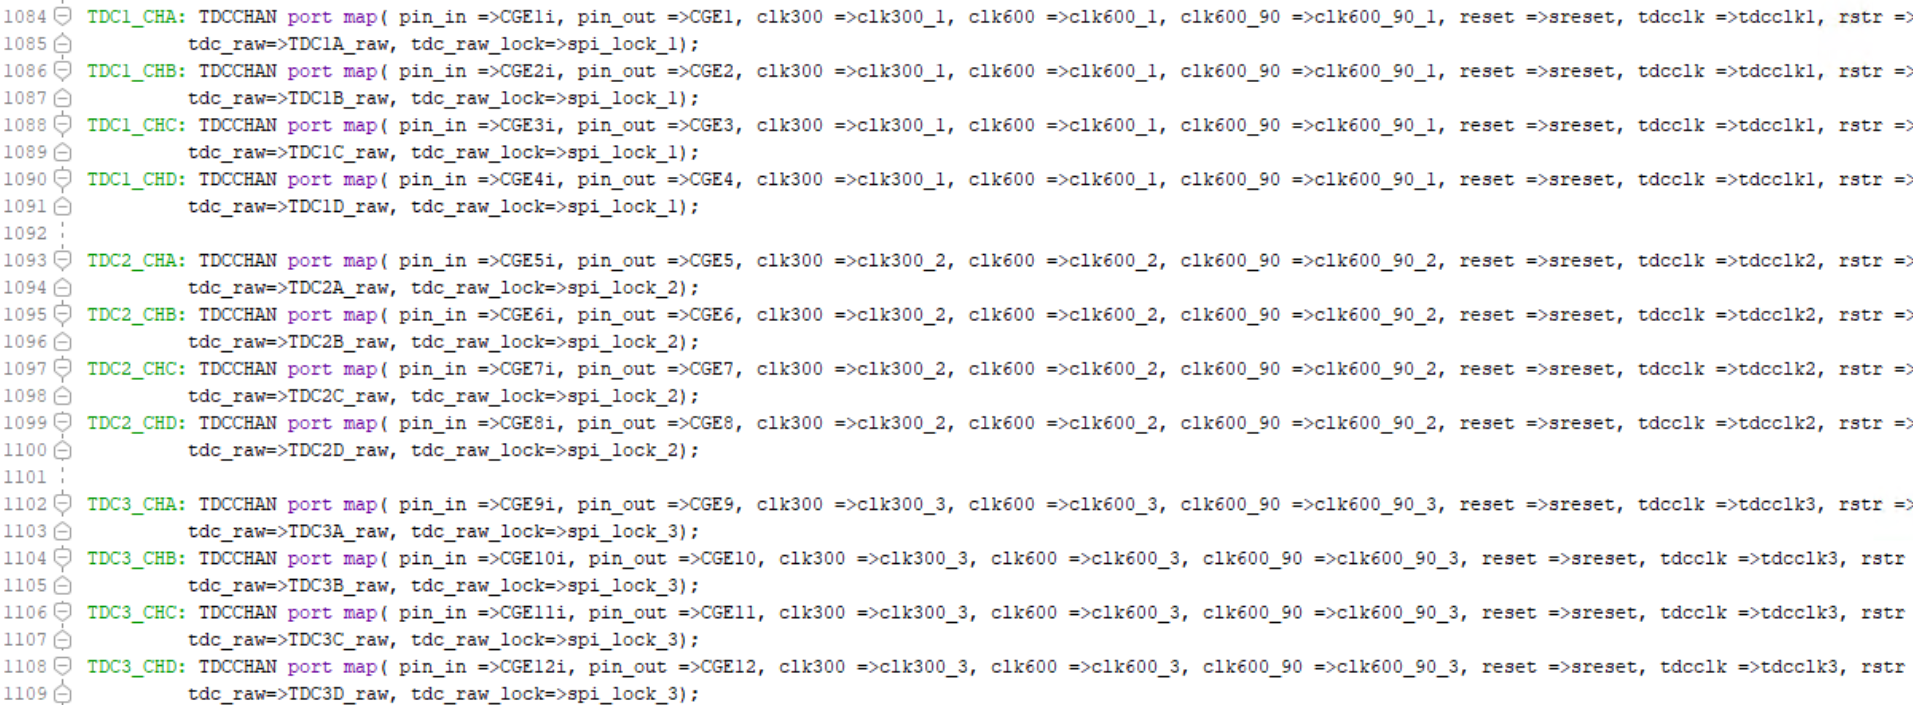 1084 TDC1_CHA: TDCCHAN port map( pin_in =>CGE1i, pin_out =>CGE1, clk300 =>clk300_1, clk600 =>clk600_1, clk600_90 =>clk600_90_1, reset =>sreset, tdcclk =>tdcclk1, rstr =>
1085 tdc_raw=>TDC1A_raw, tdc_raw_lock=>spi_lock_1);
1086 TDC1_CHB: TDCCHAN port map( pin_in =>CGE2i, pin_out =>CGE2, clk300 =>clk300_1, clk600 =>clk600_1, clk600_90 =>clk600_90_1, reset =>sreset, tdcclk =>tdcclk1, rstr =>
1087 tdc_raw=>TDC1B_raw, tdc_raw_lock=>spi_lock_1);
1088 TDC1_CHC: TDCCHAN port map( pin_in =>CGE3i, pin_out =>CGE3, clk300 =>clk300_1, clk600 =>clk600_1, clk600_90 =>clk600_90_1, reset =>sreset, tdcclk =>tdcclk1, rstr =>
1089 tdc_raw=>TDC1C_raw, tdc_raw_lock=>spi_lock_1);
1090 TDC1_CHD: TDCCHAN port map( pin_in =>CGE4i, pin_out =>CGE4, clk300 =>clk300_1, clk600 =>clk600_1, clk600_90 =>clk600_90_1, reset =>sreset, tdcclk =>tdcclk1, rstr =>
1091 tdc_raw=>TDC1D_raw, tdc_raw_lock=>spi_lock_1);
1092
1093 TDC2_CHA: TDCCHAN port map( pin_in =>CGE5i, pin_out =>CGE5, clk300 =>clk300_2, clk600 =>clk600_2, clk600_90 =>clk600_90_2, reset =>sreset, tdcclk =>tdcclk2, rstr =>
1094 tdc_raw=>TDC2A_raw, tdc_raw_lock=>spi_lock_2);
1095 TDC2_CHB: TDCCHAN port map( pin_in =>CGE6i, pin_out =>CGE6, clk300 =>clk300_2, clk600 =>clk600_2, clk600_90 =>clk600_90_2, reset =>sreset, tdcclk =>tdcclk2, rstr =>
1096 tdc_raw=>TDC2B_raw, tdc_raw_lock=>spi_lock_2);
1097 TDC2_CHC: TDCCHAN port map( pin_in =>CGE7i, pin_out =>CGE7, clk300 =>clk300_2, clk600 =>clk600_2, clk600_90 =>clk600_90_2, reset =>sreset, tdcclk =>tdcclk2, rstr =>
1098 tdc_raw=>TDC2C_raw, tdc_raw_lock=>spi_lock_2);
1099 TDC2_CHD: TDCCHAN port map( pin_in =>CGE8i, pin_out =>CGE8, clk300 =>clk300_2, clk600 =>clk600_2, clk600_90 =>clk600_90_2, reset =>sreset, tdcclk =>tdcclk2, rstr =>
1100 tdc_raw=>TDC2D_raw, tdc_raw_lock=>spi_lock_2);
1101
1102 TDC3_CHA: TDCCHAN port map( pin_in =>CGE9i, pin_out =>CGE9, clk300 =>clk300_3, clk600 =>clk600_3, clk600_90 =>clk600_90_3, reset =>sreset, tdcclk =>tdcclk3, rstr =>
1103 tdc_raw=>TDC3A_raw, tdc_raw_lock=>spi_lock_3);
1104 TDC3_CHB: TDCCHAN port map( pin_in =>CGE10i, pin_out =>CGE10, clk300 =>clk300_3, clk600 =>clk600_3, clk600_90 =>clk600_90_3, reset =>sreset, tdcclk =>tdcclk3, rstr
1105 tdc_raw=>TDC3B_raw, tdc_raw_lock=>spi_lock_3);
1106 TDC3_CHC: TDCCHAN port map( pin_in =>CGE11i, pin_out =>CGE11, clk300 =>clk300_3, clk600 =>clk600_3, clk600_90 =>clk600_90_3, reset =>sreset, tdcclk =>tdcclk3, rstr
1107 tdc_raw=>TDC3C_raw, tdc_raw_lock=>spi_lock_3);
1108 TDC3_CHD: TDCCHAN port map( pin_in =>CGE12i, pin_out =>CGE12, clk300 =>clk300_3, clk600 =>clk600_3, clk600_90 =>clk600_90_3, reset =>sreset, tdcclk =>tdcclk3, rstr
1109 tdc_raw=>TDC3D_raw, tdc_raw_lock=>spi_lock_3);